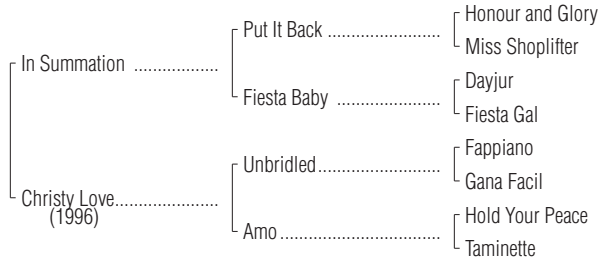 Honour and Glory
Put It Back ....................
Miss Shoplifter
In Summation ...............
Dayjur
Fiesta Baby ..................
Fiesta Gal
Fappiano
Unbridled.....................
Gana Facil
Christy Love..................
(1996)
Hold Your Peace
Amo ............................
Taminette